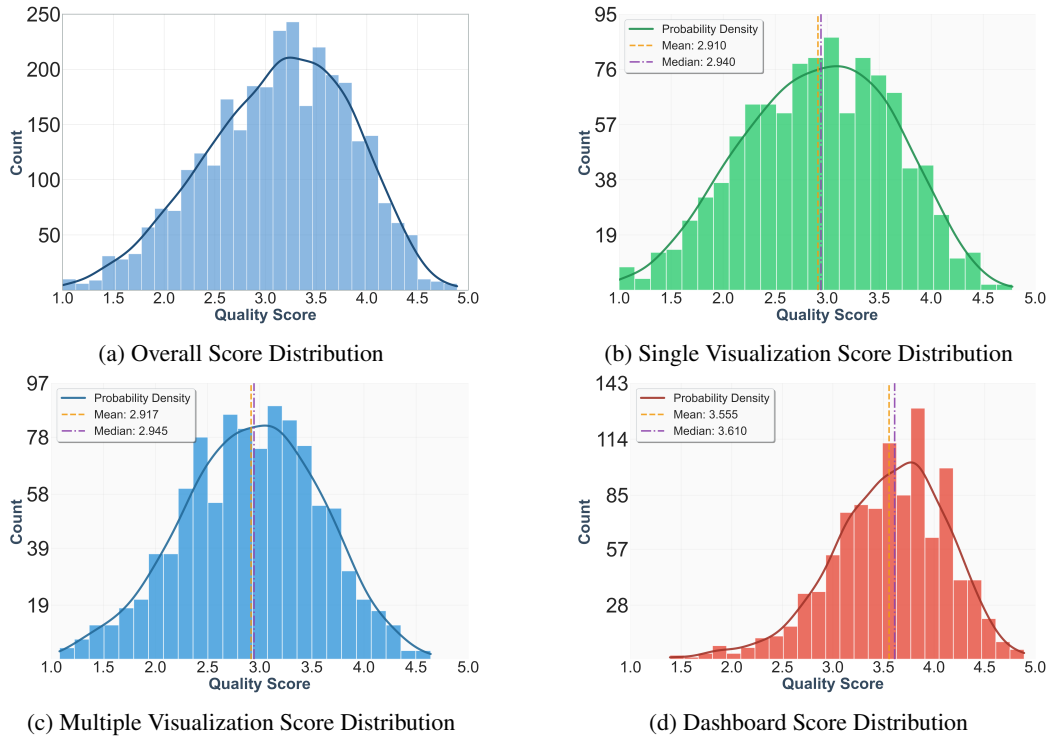 250
200
150
100
50
Count
1.0 1.5 2.0 2.5 3.0 3.5 4.0 4.5 5.0
Quality Score
(a) Overall Score Distribution
95
76
57
38
19
Count
Probability Density
Mean: 2.910
Median: 2.940
1.0 1.5 2.0 2.5 3.0 3.5 4.0 4.5 5.0
Quality Score
(b) Single Visualization Score Distribution
97
78
58
39
19
Count
Probability Density
Mean: 2.917
Median: 2.945
1.0 1.5 2.0 2.5 3.0 3.5 4.0 4.5 5.0
Quality Score
(c) Multiple Visualization Score Distribution
143
114
85
57
28
Count
Probability Density
Mean: 3.555
Median: 3.610
1.0 1.5 2.0 2.5 3.0 3.5 4.0 4.5 5.0
Quality Score
(d) Dashboard Score Distribution